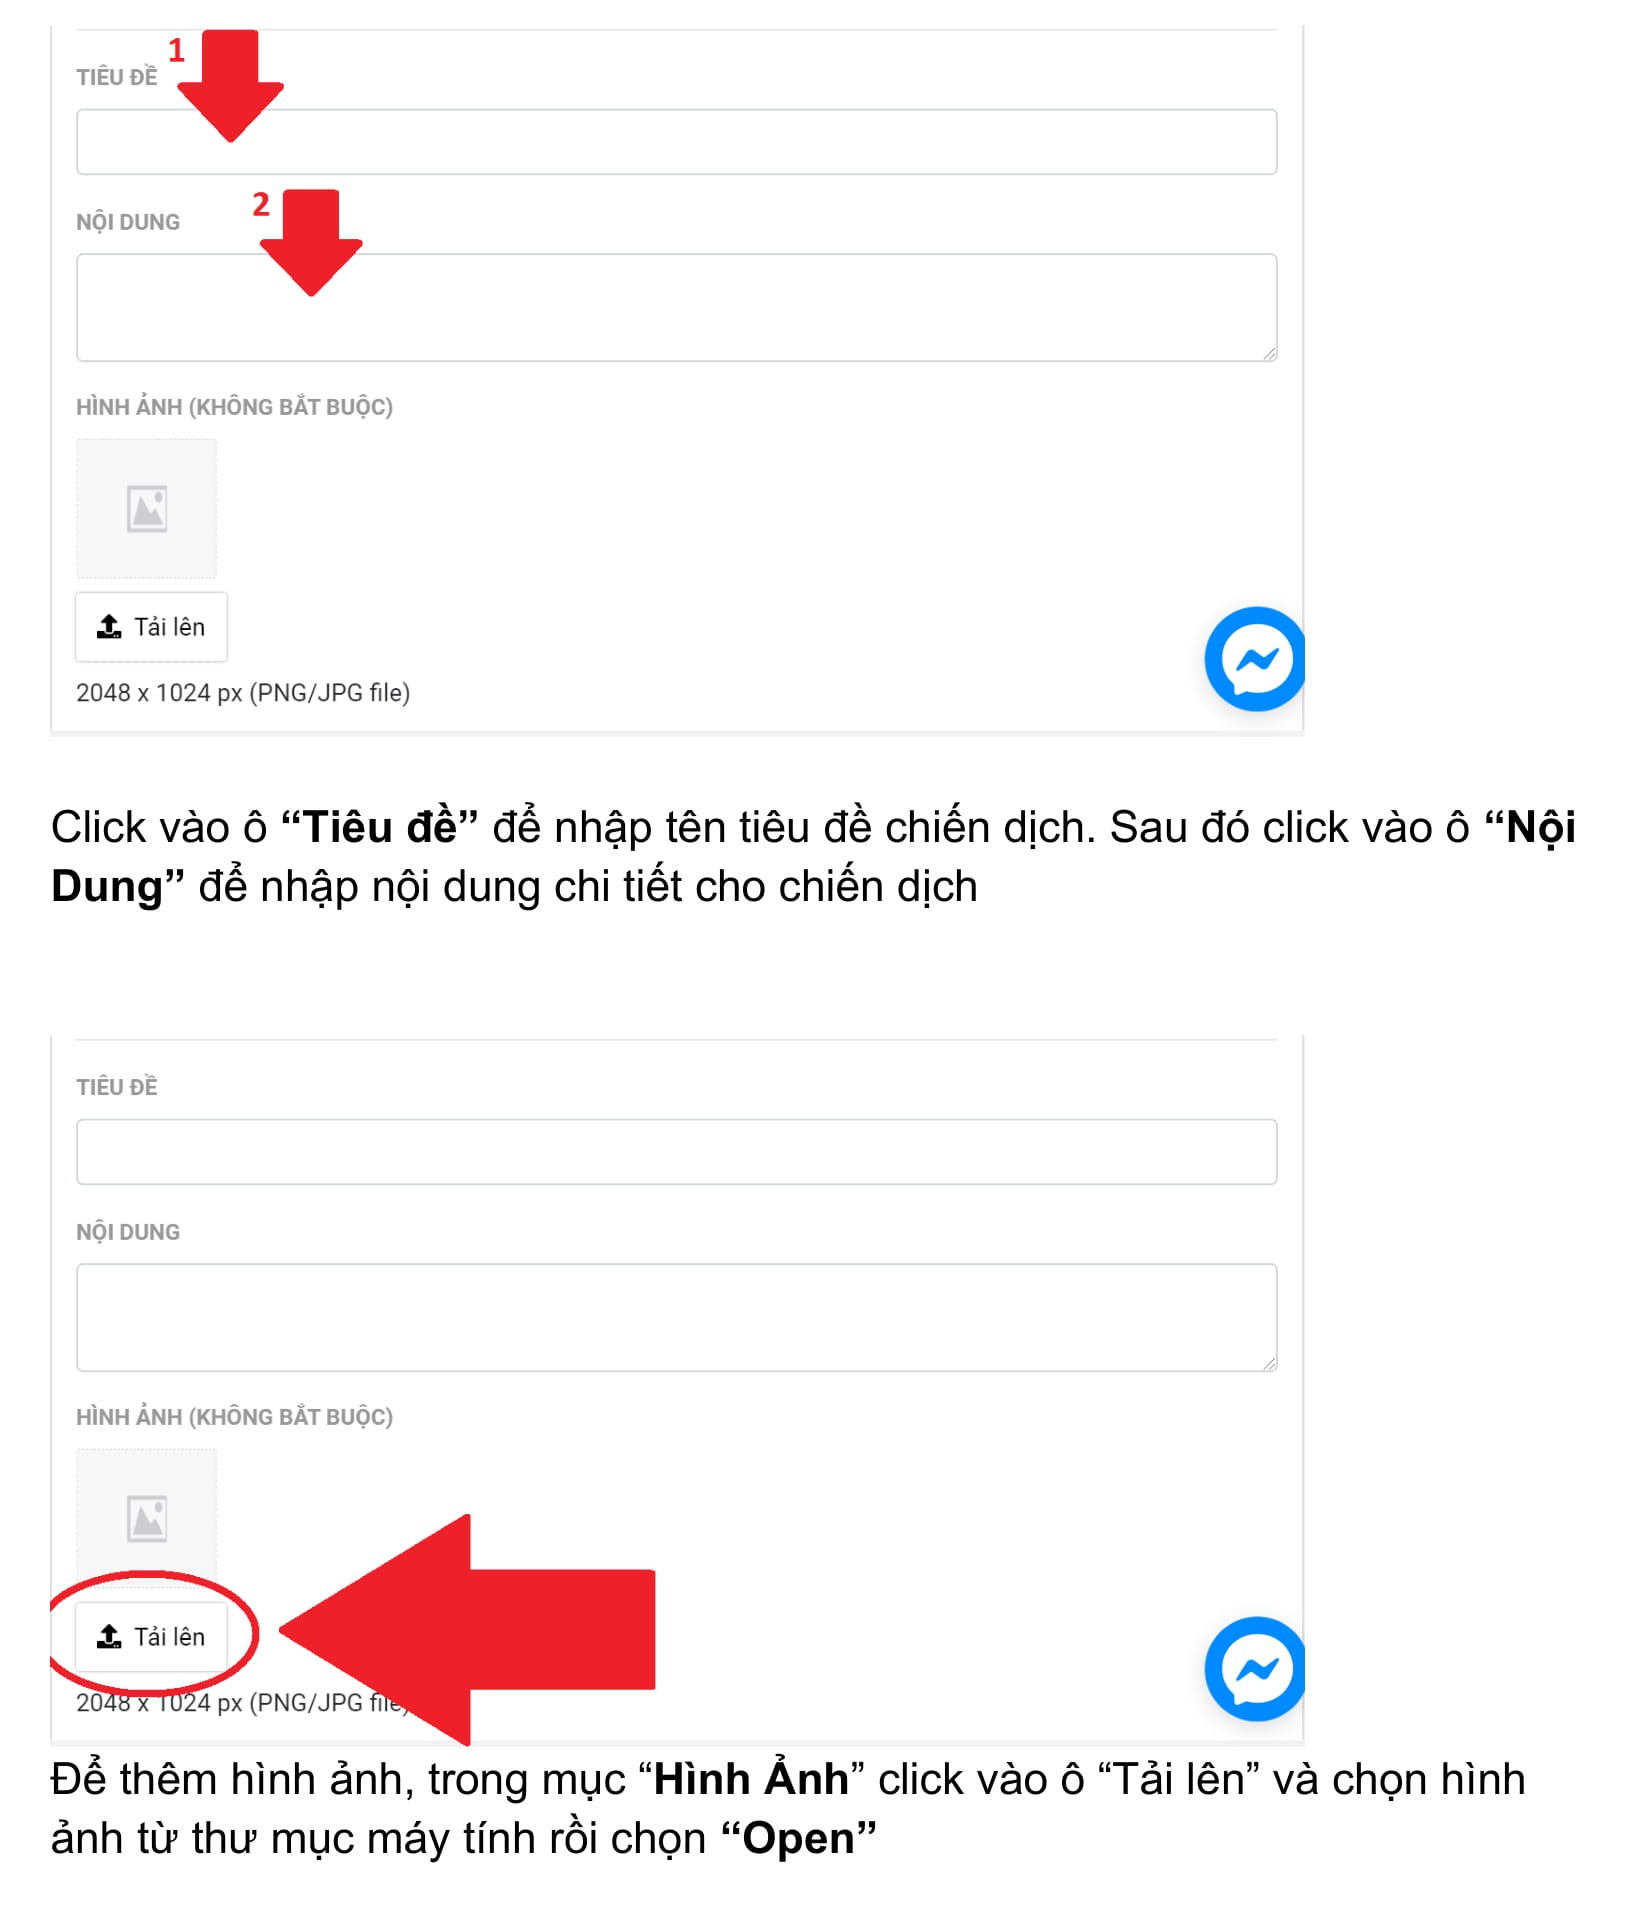 1
TIÊU ĐỀ
2
NỘI DUNG
HÌNH ẢNH (KHÔNG BẮT BUỘC)
Tải lên
2048 x 1024 px (PNG/JPG file)
Click vào ô “Tiêu đề” để nhập tên tiêu đề chiến dịch. Sau đó click vào ô “Nội
Dung” để nhập nội dung chi tiết cho chiến dịch
TIÊU ĐỀ
NỘI DUNG
HÌNH ẢNH (KHÔNG BẮT BUỘC)
Tải lên
2048 x 1024 px (PNG/JPG file)
Để thêm hình ảnh, trong mục “Hình Ảnh” click vào ô “Tải lên” và chọn hình
ảnh từ thư mục máy tính rồi chọn “Open”